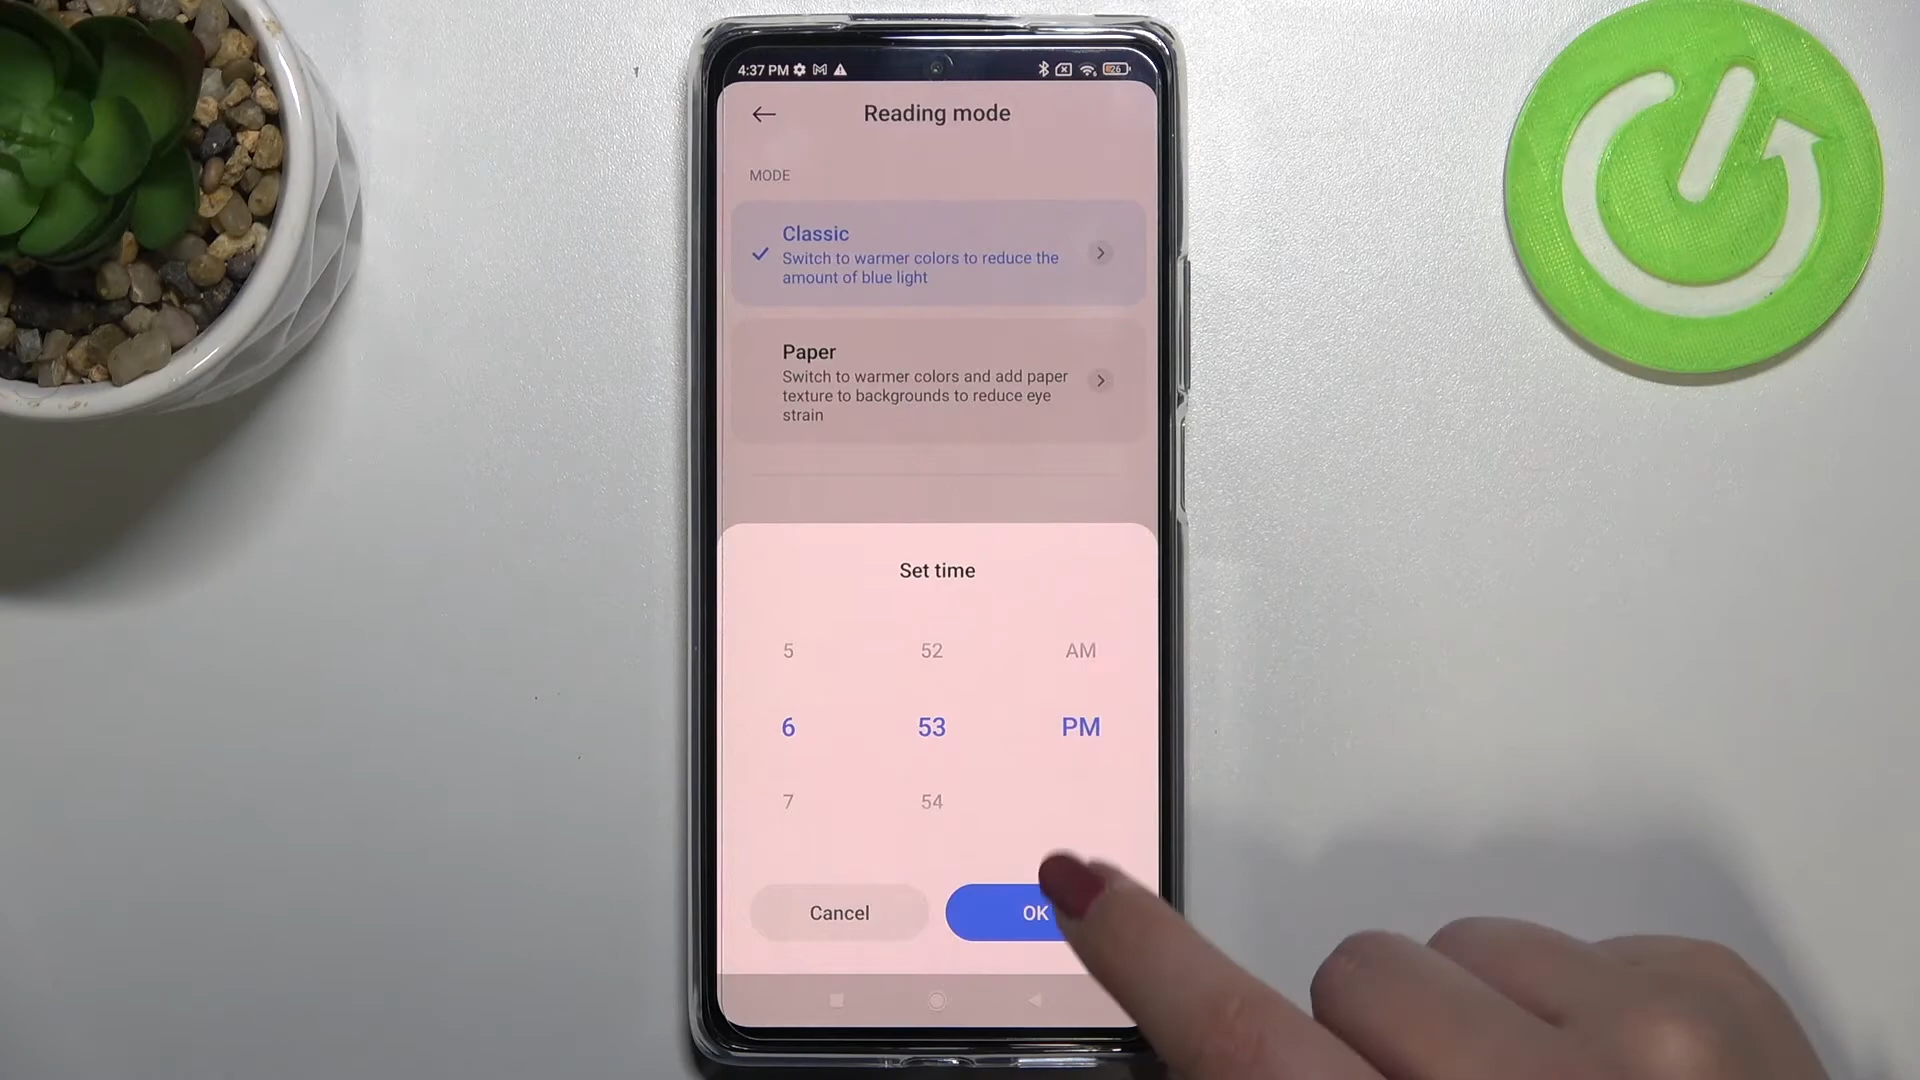 4:37 PM
26
Reading mode
MODE
Classic
Switch to warmer colors to reduce the
amount of blue light
Paper
Switch to warmer colors and add paper
texture to backgrounds to reduce eye
strain
Set time
5 52 AM
6 53 PM
7 54
Cancel OK